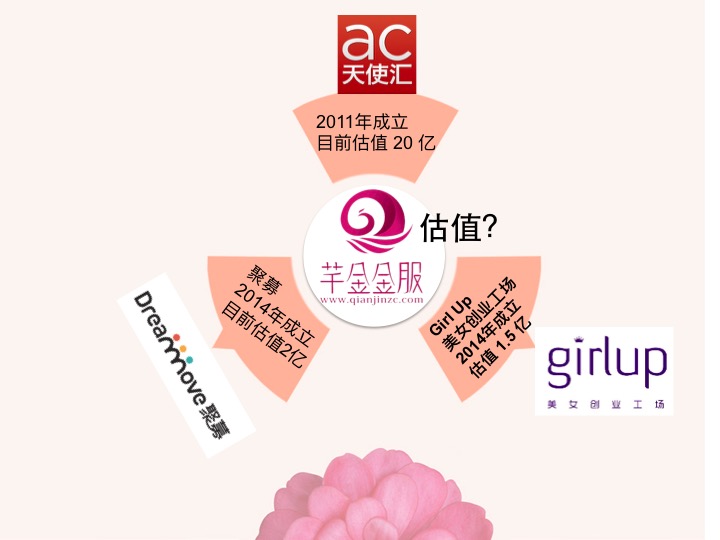 ac
天使汇
2011年成立
目前估值 20 亿
估值?
芊金金服
www.qianjinzc.com
聚募
2014年成立
目前估值2亿
Dreammove 聚募
Girl Up
美女创业工场
2014年成立
估值 1.5 亿
girlup
美女创业工场